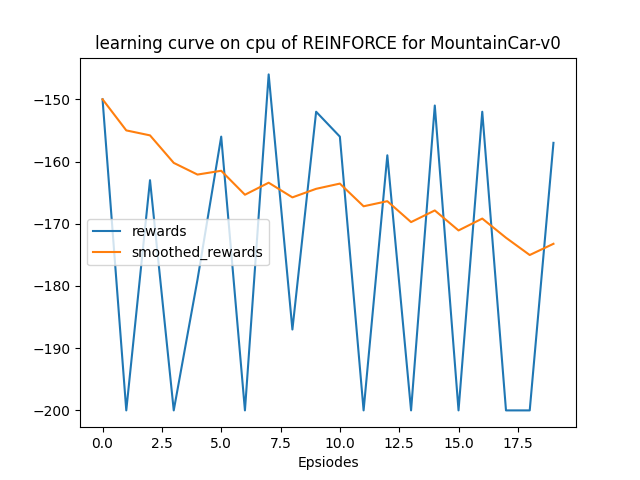 learning curve on cpu of REINFORCE for MountainCar-v0
−150
−160
−170
−180
−190
−200
rewards
smoothed_rewards
0.0 2.5 5.0 7.5 10.0 12.5 15.0 17.5
Epsiodes